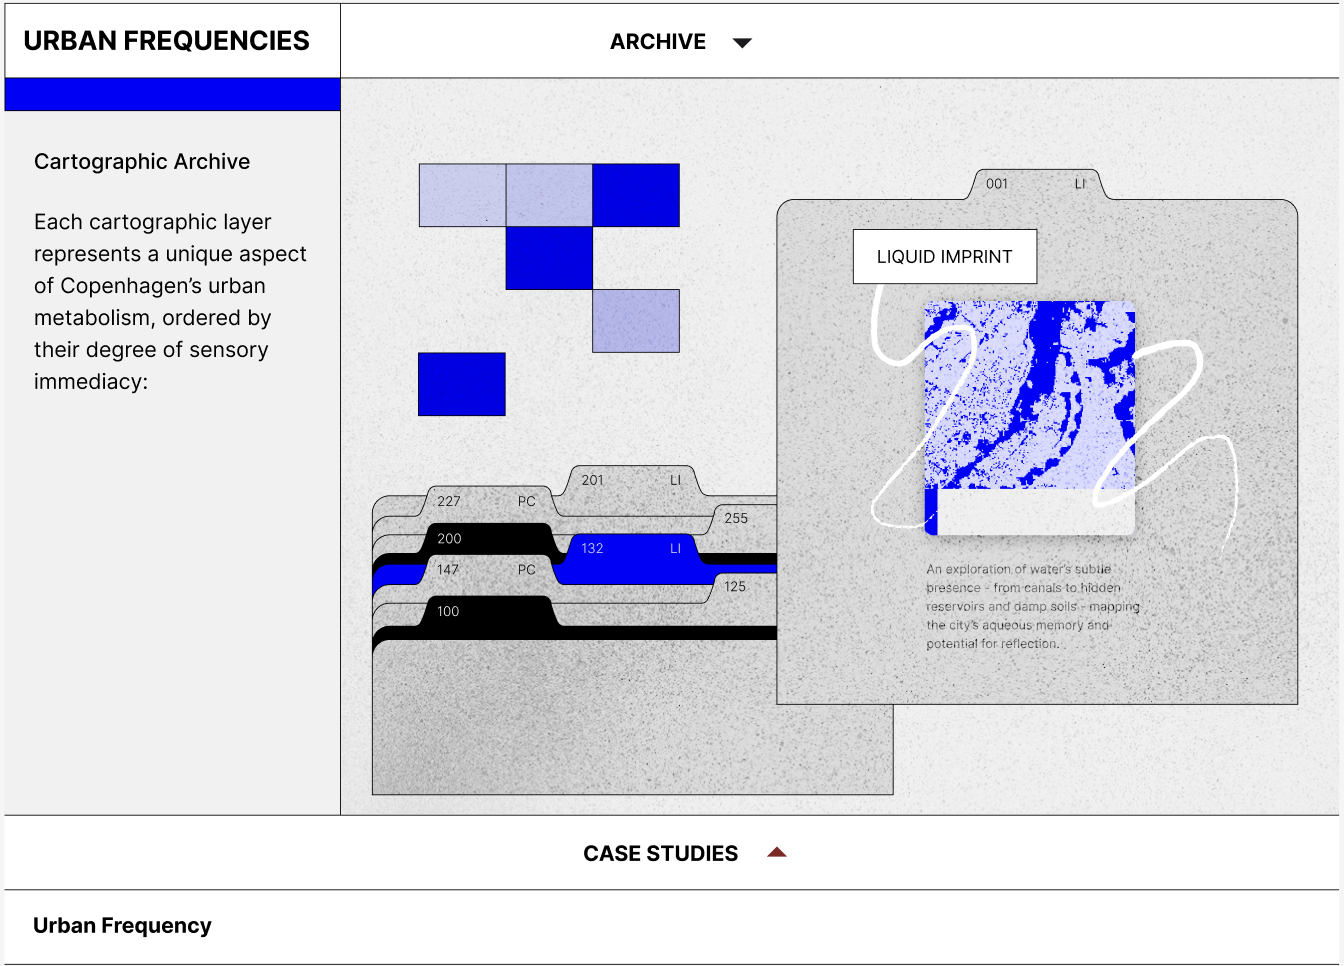 URBAN FREQUENCIES
ARCHIVE
Cartographic Archive
Each cartographic layer
represents a unique aspect
of Copenhagen’s urban
metabolism, ordered by
their degree of sensory
immediacy:
001 LI
LIQUID IMPRINT
An exploration of water's subtle
presence - from canals to hidden
reservoirs and damp soils - mapping
the city's aqueous memory and
potential for reflection.
201 LI
227 PC
255
200
132 LI
147 PC
125
100
CASE STUDIES
Urban Frequency